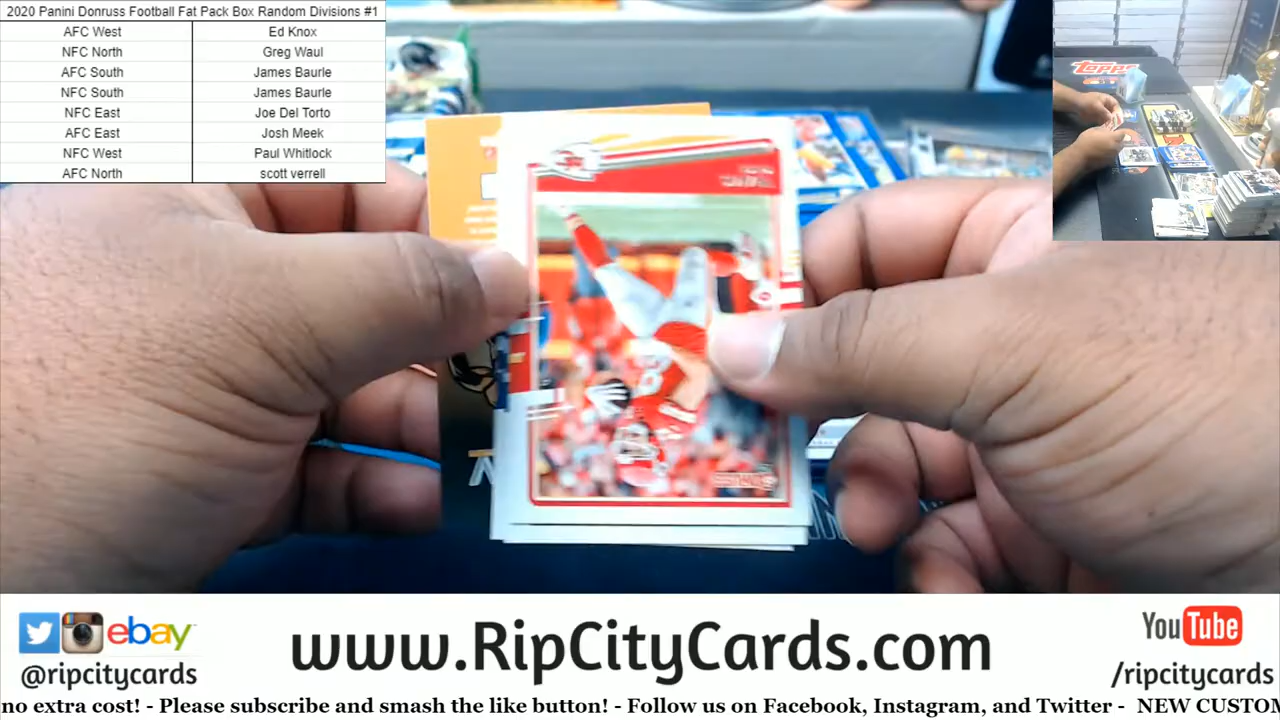 2020 Panini Donruss Football Fat Pack Box Random Divisions #1
AFC West Ed Knox
NFC North Greg Waul
AFC South James Baurle
NFC South James Baurle
NFC East Joe Del Torto
AFC East Josh Meek
NFC West Paul Whitlock
AFC North scott verrell
Topps
ebay
@ripcitycards
www.RipCityCards.com
YouTube
/ripcitycards
no extra cost! - Please subscribe and smash the like button! - Follow us on Facebook, Instagram, and Twitter - NEW CUSTOM